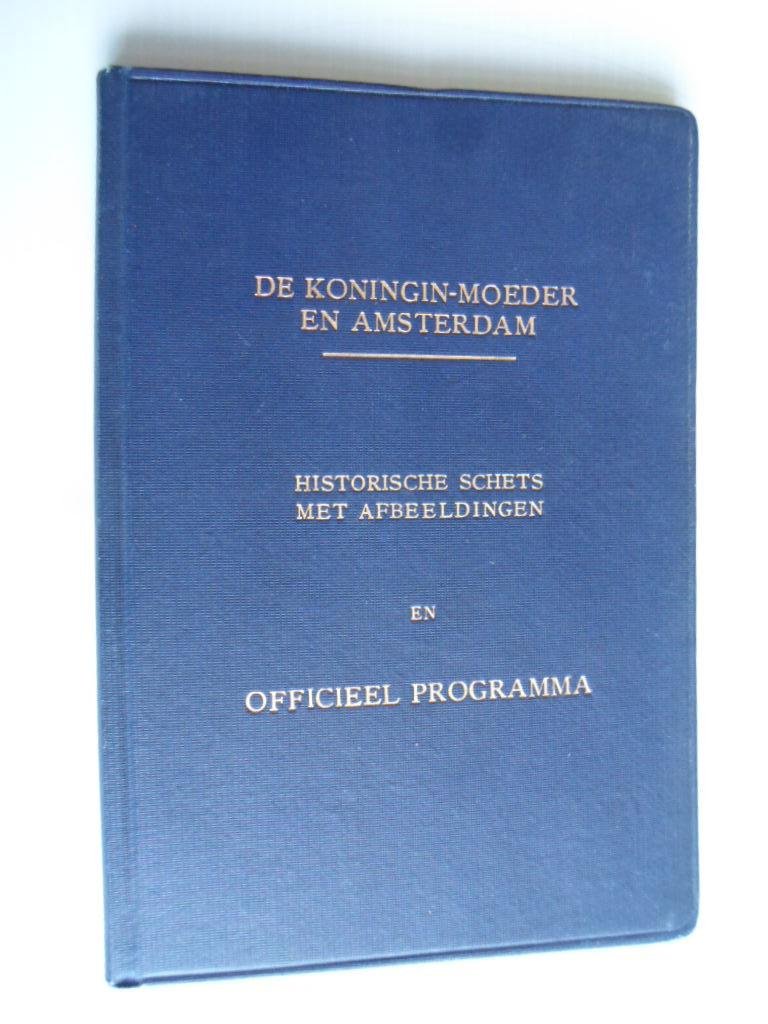 DE KONINGIN-MOEDER
EN AMSTERDAM
HISTORISCHE SCHETS
MET AFBEELDINGEN
EN
OFFICIEEL PROGRAMMA